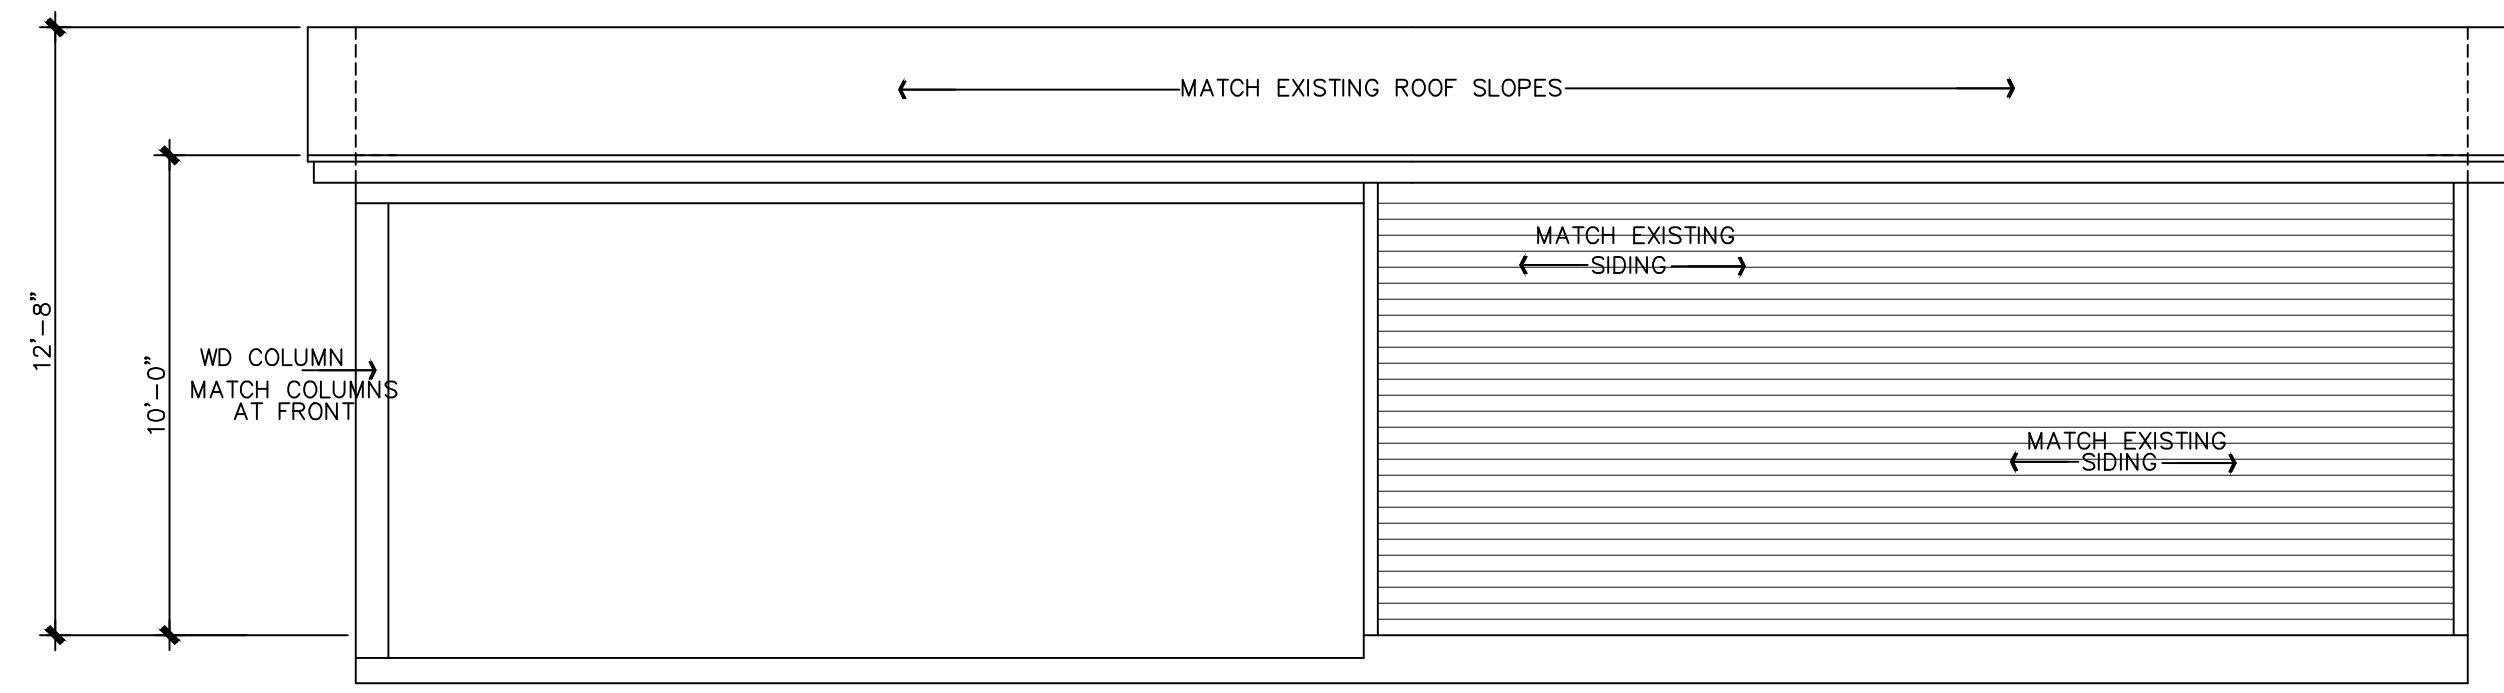 MATCH EXISTING ROOF SLOPES
MATCH EXISTING
SIDING
12'-8"
10'-0"
WD COLUMN
MATCH COLUMNS
AT FRONT
MATCH EXISTING
SIDING